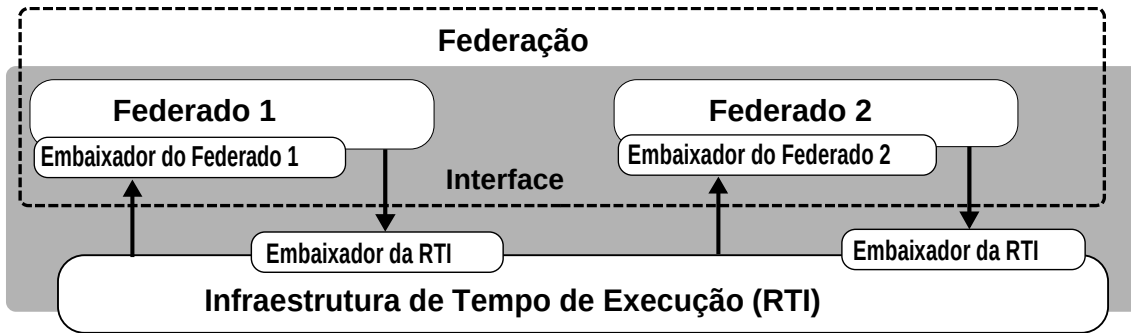 Federação
Federado 1
Federado 2
Embaixador do Federado 1
Embaixador do Federado 2
Interface
Embaixador da RTI
Embaixador da RTI
Infraestrutura de Tempo de Execução (RTI)